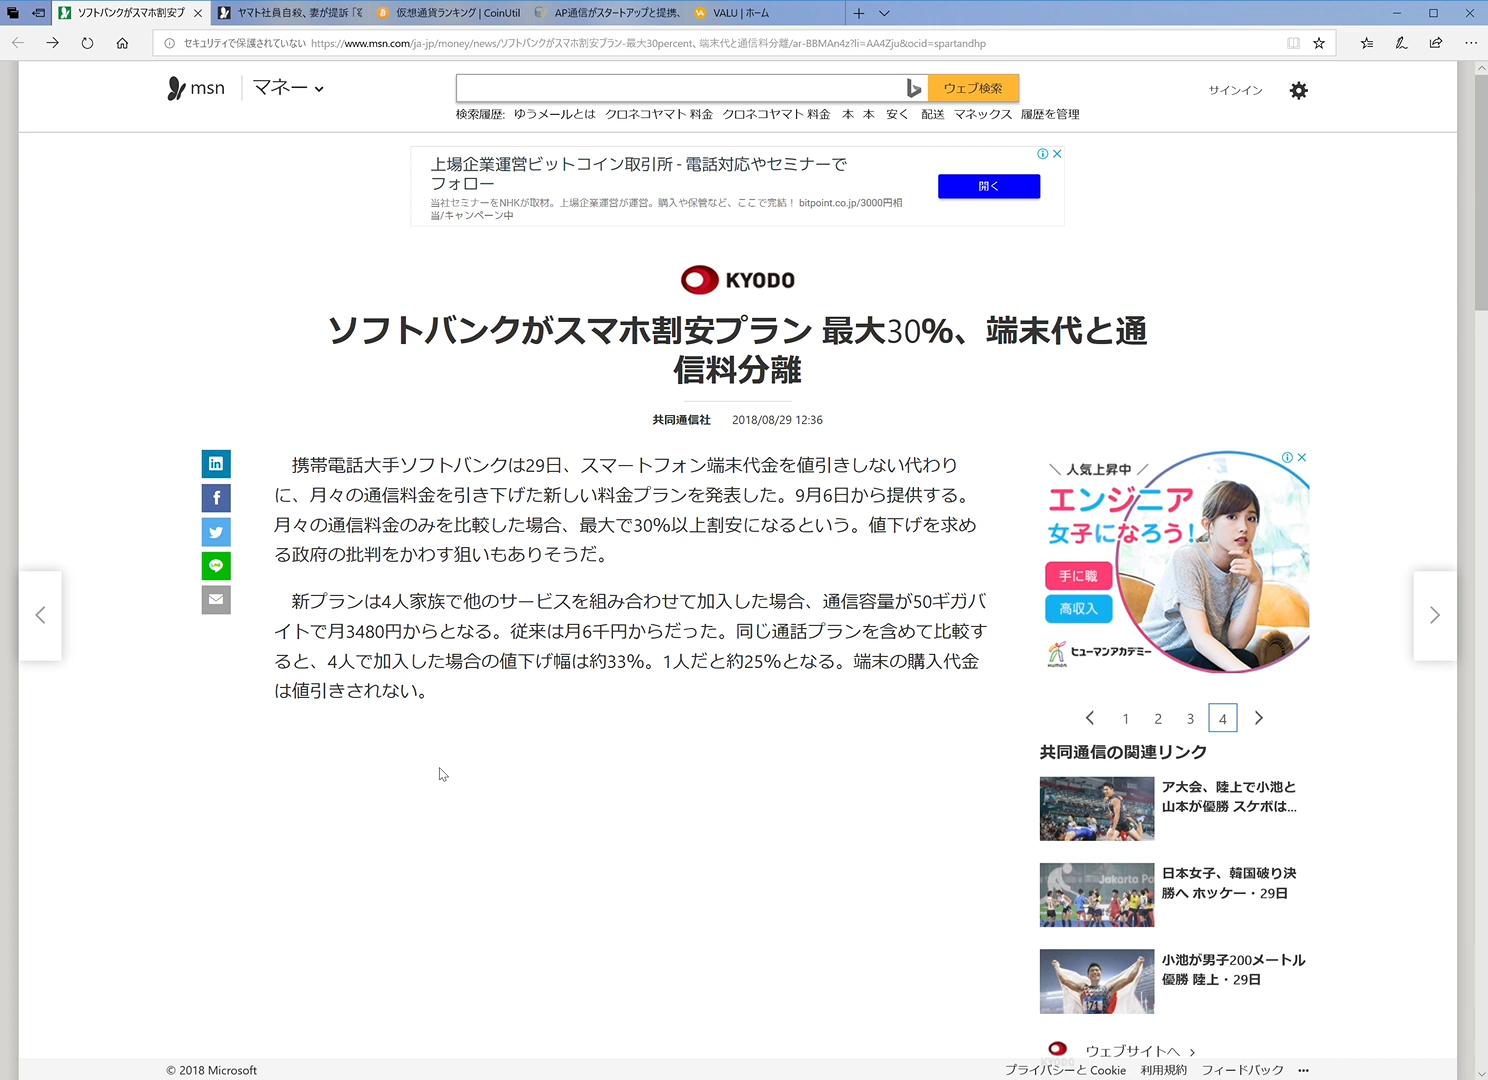 ソフトバンクがスマホ割安プ
ヤマト社員自殺、妻が提訴「そ
仮想通貨ランキング | CoinUtil
AP通信がスタートアップと提携、
VALU | ホーム
セキュリティで保護されていない https://www.msn.com/ja-jp/money/news/ソフトバンクがスマホ割安プラン-最大30percent、端末代と通信料分離/ar-BBMAn4z?li=AA4Zju&ocid=spartandhp
msn マネー
ウェブ検索
サインイン
検索履歴: ゆうメールとは クロネコヤマト 料金 クロネコヤマト 料金 本 本 安く 配送 マネックス 履歴を管理
上場企業運営ビットコイン取引所 - 電話対応やセミナーで
フォロー
当社セミナーをNHKが取材。上場企業運営が運営。購入や保管など、ここで完結！ bitpoint.co.jp/3000円相
当/キャンペーン中
開く
KYODO
ソフトバンクがスマホ割安プラン 最大30%、端末代と通
信料分離
共同通信社 2018/08/29 12:36
携帯電話大手ソフトバンクは29日、スマートフォン端末代金を値引きしない代わり
に、月々の通信料金を引き下げた新しい料金プランを発表した。9月6日から提供する。
月々の通信料金のみを比較した場合、最大で30%以上割安になるという。値下げを求め
る政府の批判をかわす狙いもありそうだ。
新プランは4人家族で他のサービスを組み合わせて加入した場合、通信容量が50ギガバ
イトで月3480円からとなる。従来は月6千円からだった。同じ通話プランを含めて比較す
ると、4人で加入した場合の値下げ幅は約33%。1人だと約25%となる。端末の購入代金
は値引きされない。
人気上昇中
エンジニア
女子になろう！
手に職
高収入
ヒューマンアカデミー
1 2 3 4
共同通信の関連リンク
ア大会、陸上で小池と
山本が優勝 スケボは...
日本女子、韓国破り決
勝へ ホッケー・29日
小池が男子200メートル
優勝 陸上・29日
ウェブサイトへ
© 2018 Microsoft
プライバシーと Cookie 利用規約 フィードバック